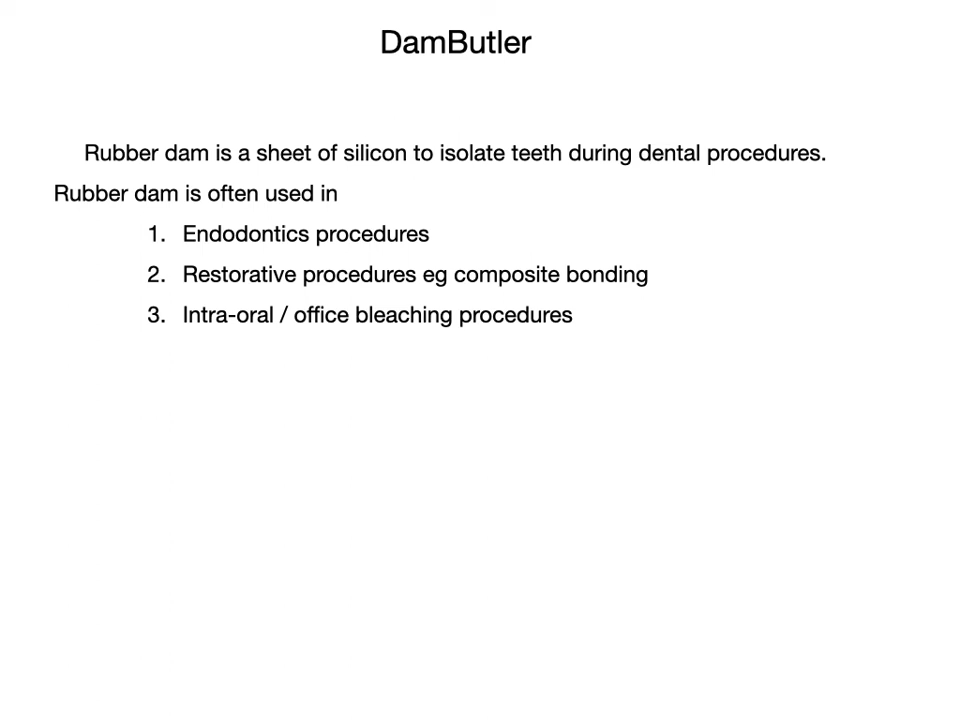 DamButler
Rubber dam is a sheet of silicon to isolate teeth during dental procedures.
Rubber dam is often used in
1. Endodontics procedures
2. Restorative procedures eg composite bonding
3. Intra-oral / office bleaching procedures